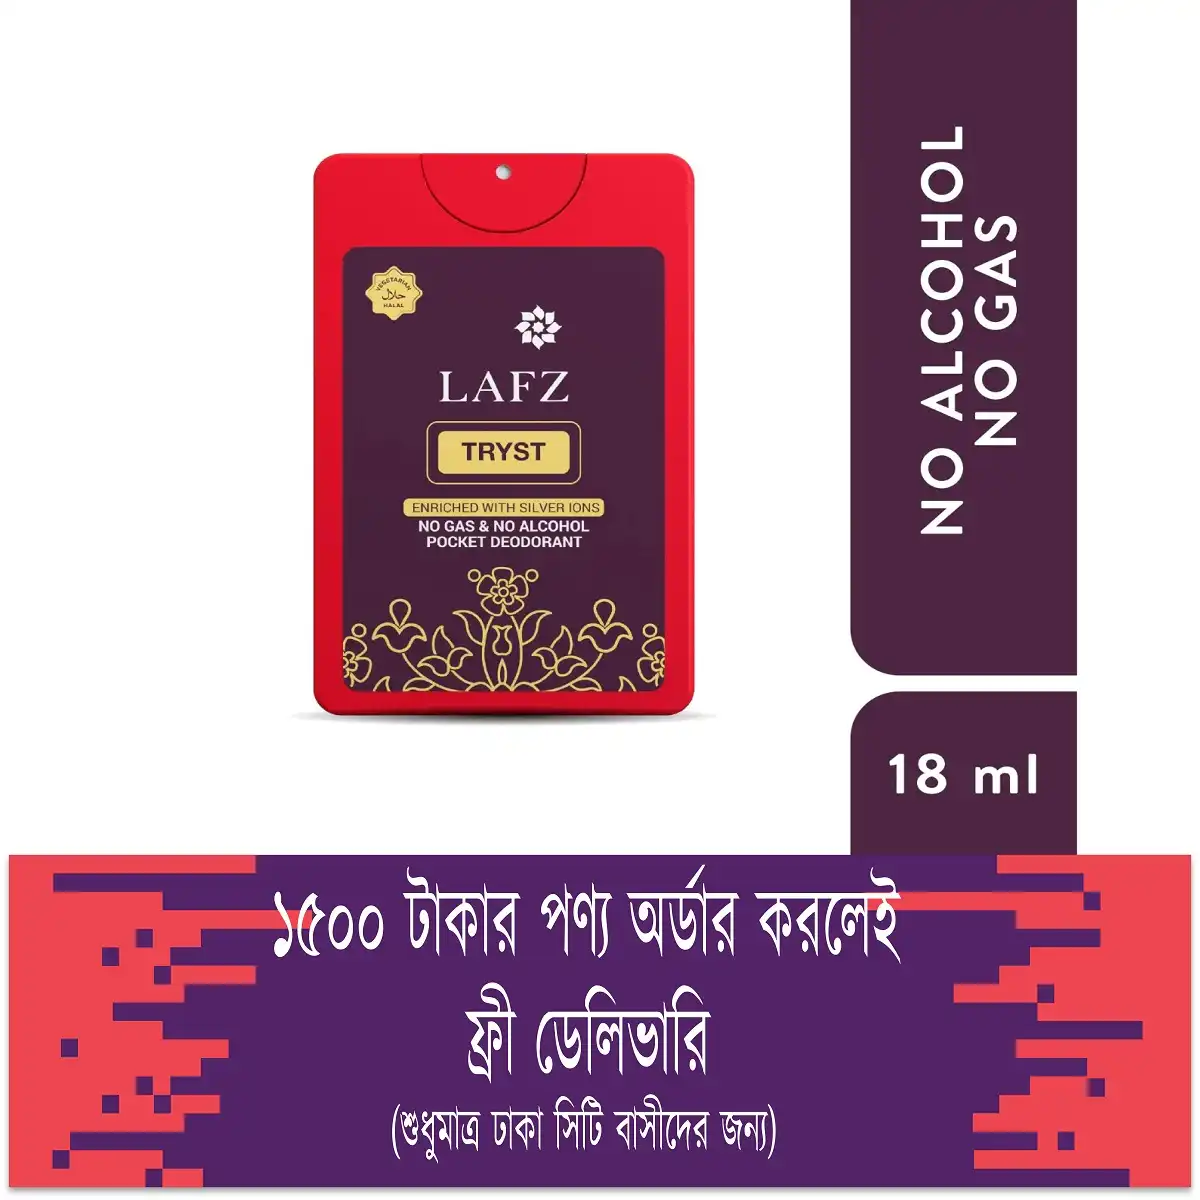 VEGETARIAN
حلال
HALAL
LAFZ
TRYST
ENRICHED WITH SILVER IONS
NO GAS & NO ALCOHOL
POCKET DEODORANT
NO ALCOHOL
NO GAS
18 ml
১৫০০ টাকার পণ্য অর্ডার করলেই
ফ্রী ডেলিভারি
(শুধুমাত্র ঢাকা সিটি বাসীদের জন্য)